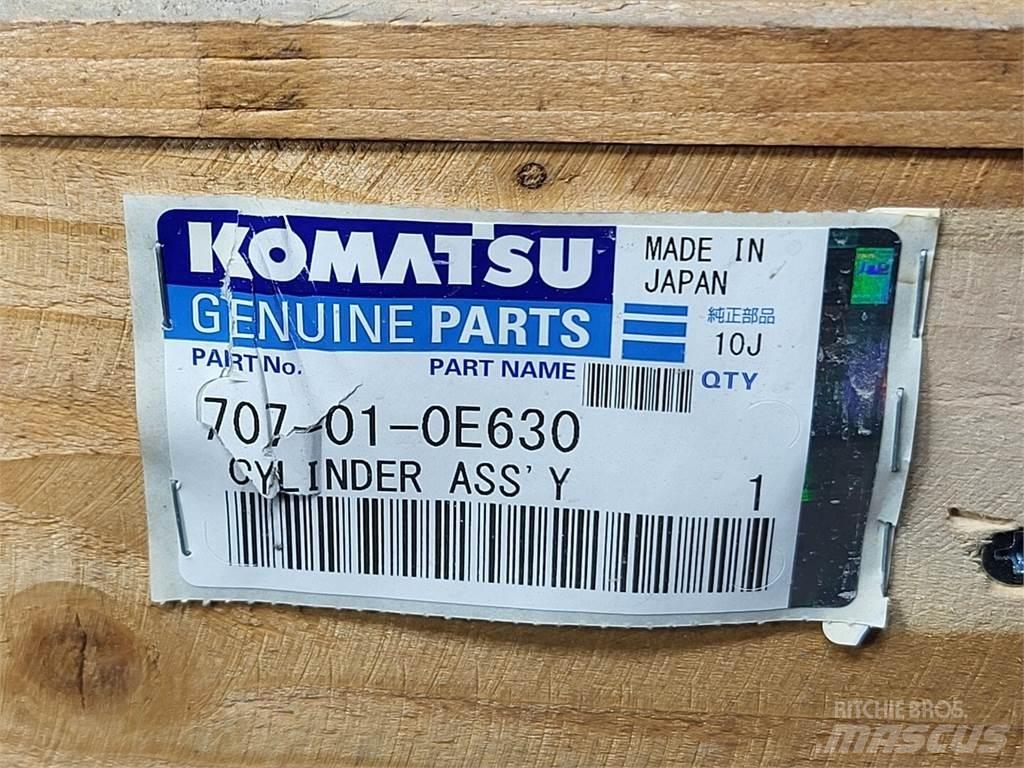 KOMATSU
GENUINE PARTS
MADE IN
JAPAN
純正部品
10J
PART No.
PART NAME
QTY
707-01-0E630
CYLINDER ASS'Y
1
RITCHIE BROS.
MASCUS